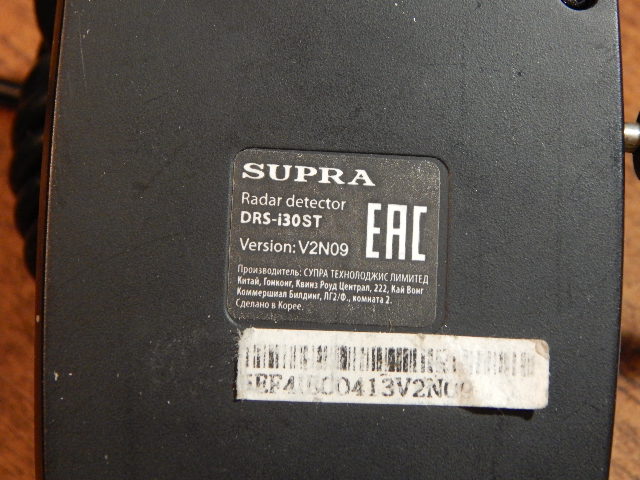 SUPRA
Radar detector
DRS-i30ST
Version: V2N09
EAC
Производитель: СУПРА ТЕХНОЛОДЖИС ЛИМИТЕД
Китай, Гонконг, Квинз Роуд Централ, 222, Кай Вонг
Коммершиал Билдинг, ЛГ2/Ф., комната 2.
Сделано в Корее.